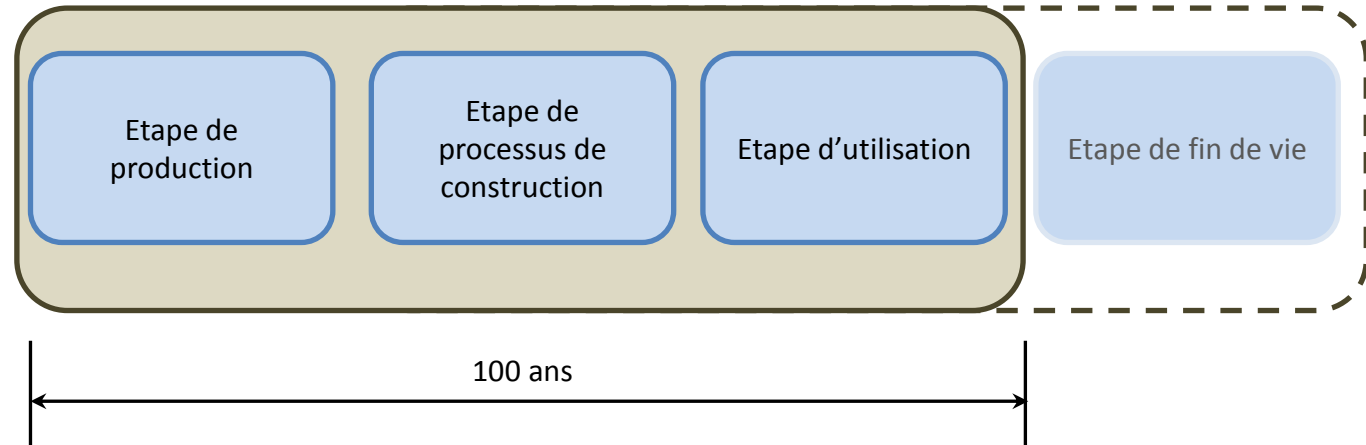 Etape de
production
Etape de
processus de
construction
Etape d’utilisation
Etape de fin de vie
100 ans